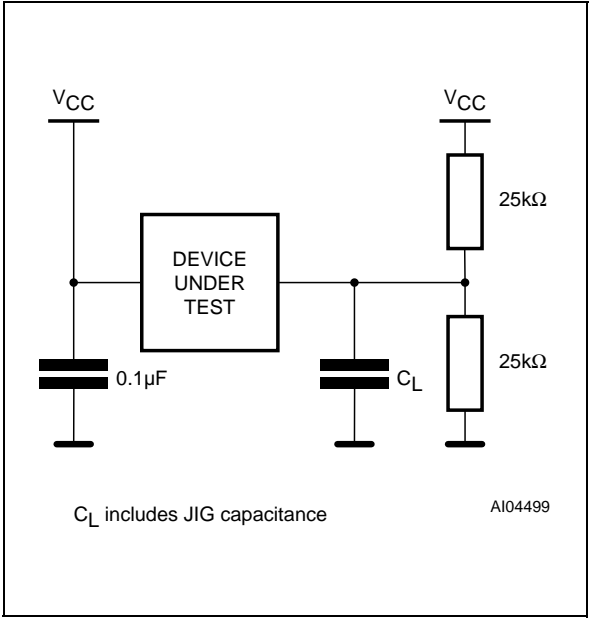 VCC
VCC
25kΩ
DEVICE
UNDER
TEST
0.1µF
CL
25kΩ
CL includes JIG capacitance
AI04499